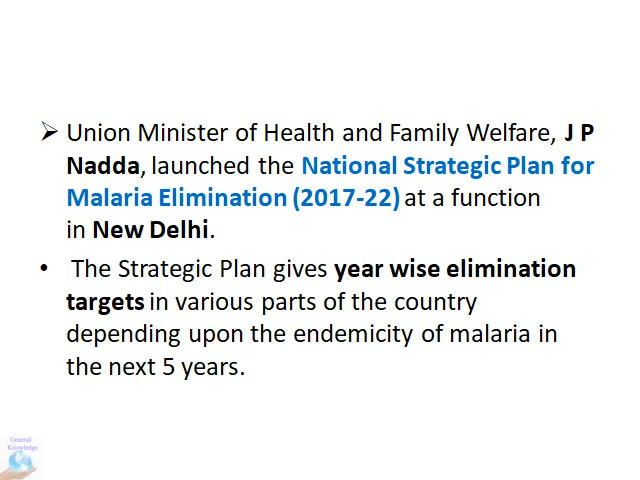 ➢ Union Minister of Health and Family Welfare, J P
Nadda, launched the National Strategic Plan for
Malaria Elimination (2017-22) at a function
in New Delhi.
• The Strategic Plan gives year wise elimination
targets in various parts of the country
depending upon the endemicity of malaria in
the next 5 years.
General
Knowledge